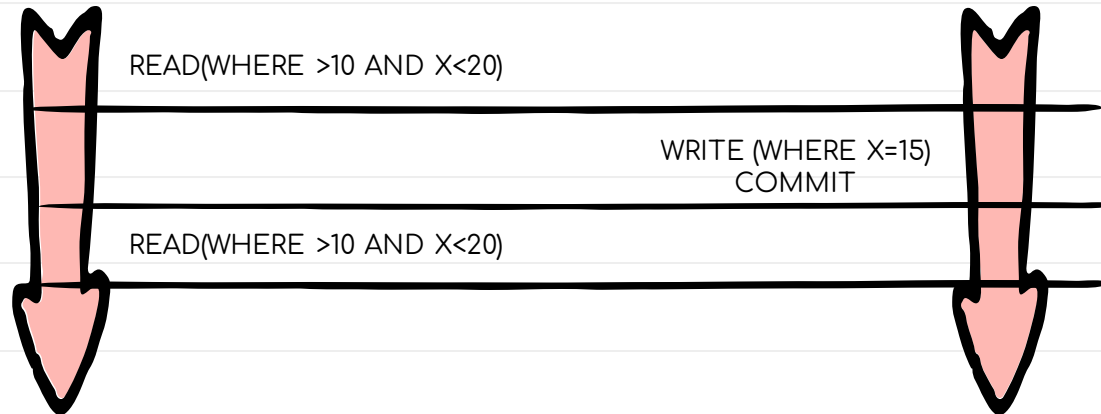 READ(WHERE >10 AND X<20)
WRITE (WHERE X=15)
COMMIT
READ(WHERE >10 AND X<20)